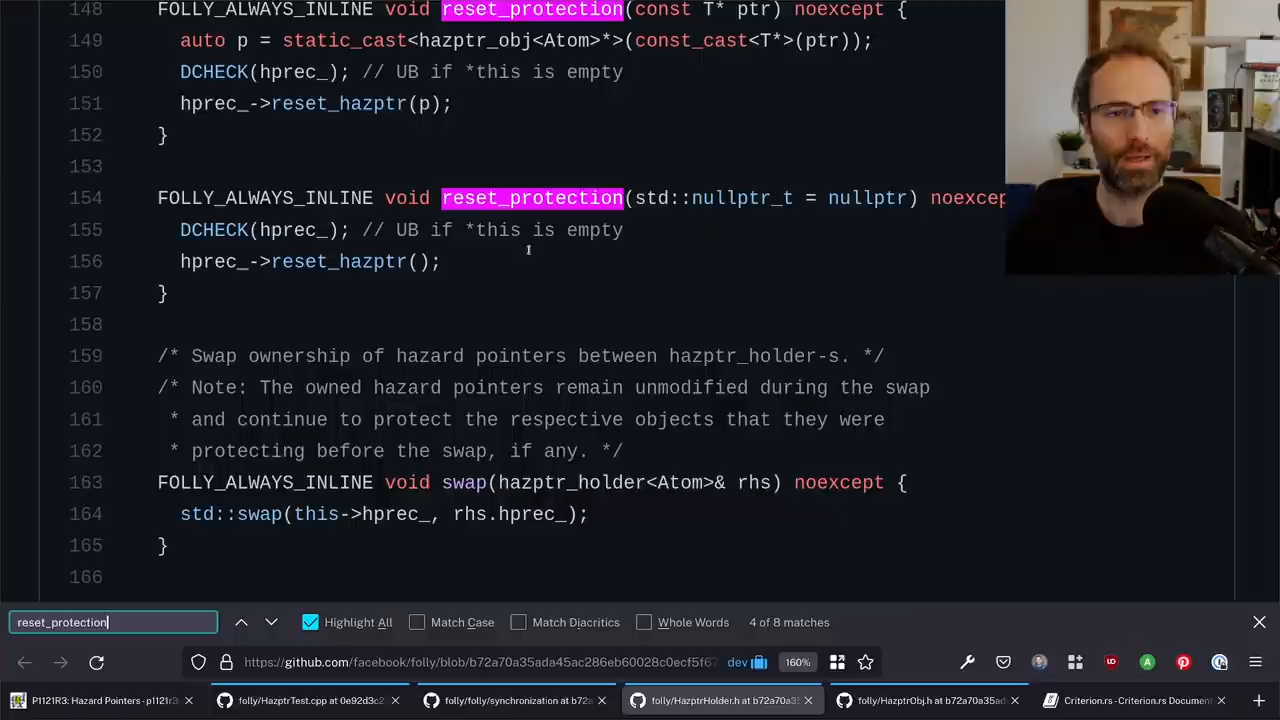 148 FOLLY_ALWAYS_INLINE void reset_protection(const T* ptr) noexcept {
149 auto p = static_cast<hazptr_obj<Atom>*>(const_cast<T*>(ptr));
150 DCHECK(hprec_); // UB if *this is empty
151 hprec_->reset_hazptr(p);
152 }
153
154 FOLLY_ALWAYS_INLINE void reset_protection(std::nullptr_t = nullptr) noexcep
155 DCHECK(hprec_); // UB if *this is empty
156 hprec_->reset_hazptr();
157 }
158
159 /* Swap ownership of hazard pointers between hazptr_holder-s. */
160 /* Note: The owned hazard pointers remain unmodified during the swap
161 * and continue to protect the respective objects that they were
162 * protecting before the swap, if any. */
163 FOLLY_ALWAYS_INLINE void swap(hazptr_holder<Atom>& rhs) noexcept {
164 std::swap(this->hprec_, rhs.hprec_);
165 }
166
reset_protection Highlight All Match Case Match Diacritics Whole Words 4 of 8 matches
https://github.com/facebook/folly/blob/b72a70a35ada45ac286eb60028c0ecf5f67 dev 160%
P1121R3: Hazard Pointers - p1121r3 folly/HazptrTest.cpp at 0e92d3c2 folly/folly/synchronization at b72a folly/HazptrHolder.h at b72a70a35 folly/HazptrObj.h at b72a70a35ad Criterion.rs - Criterion.rs Document